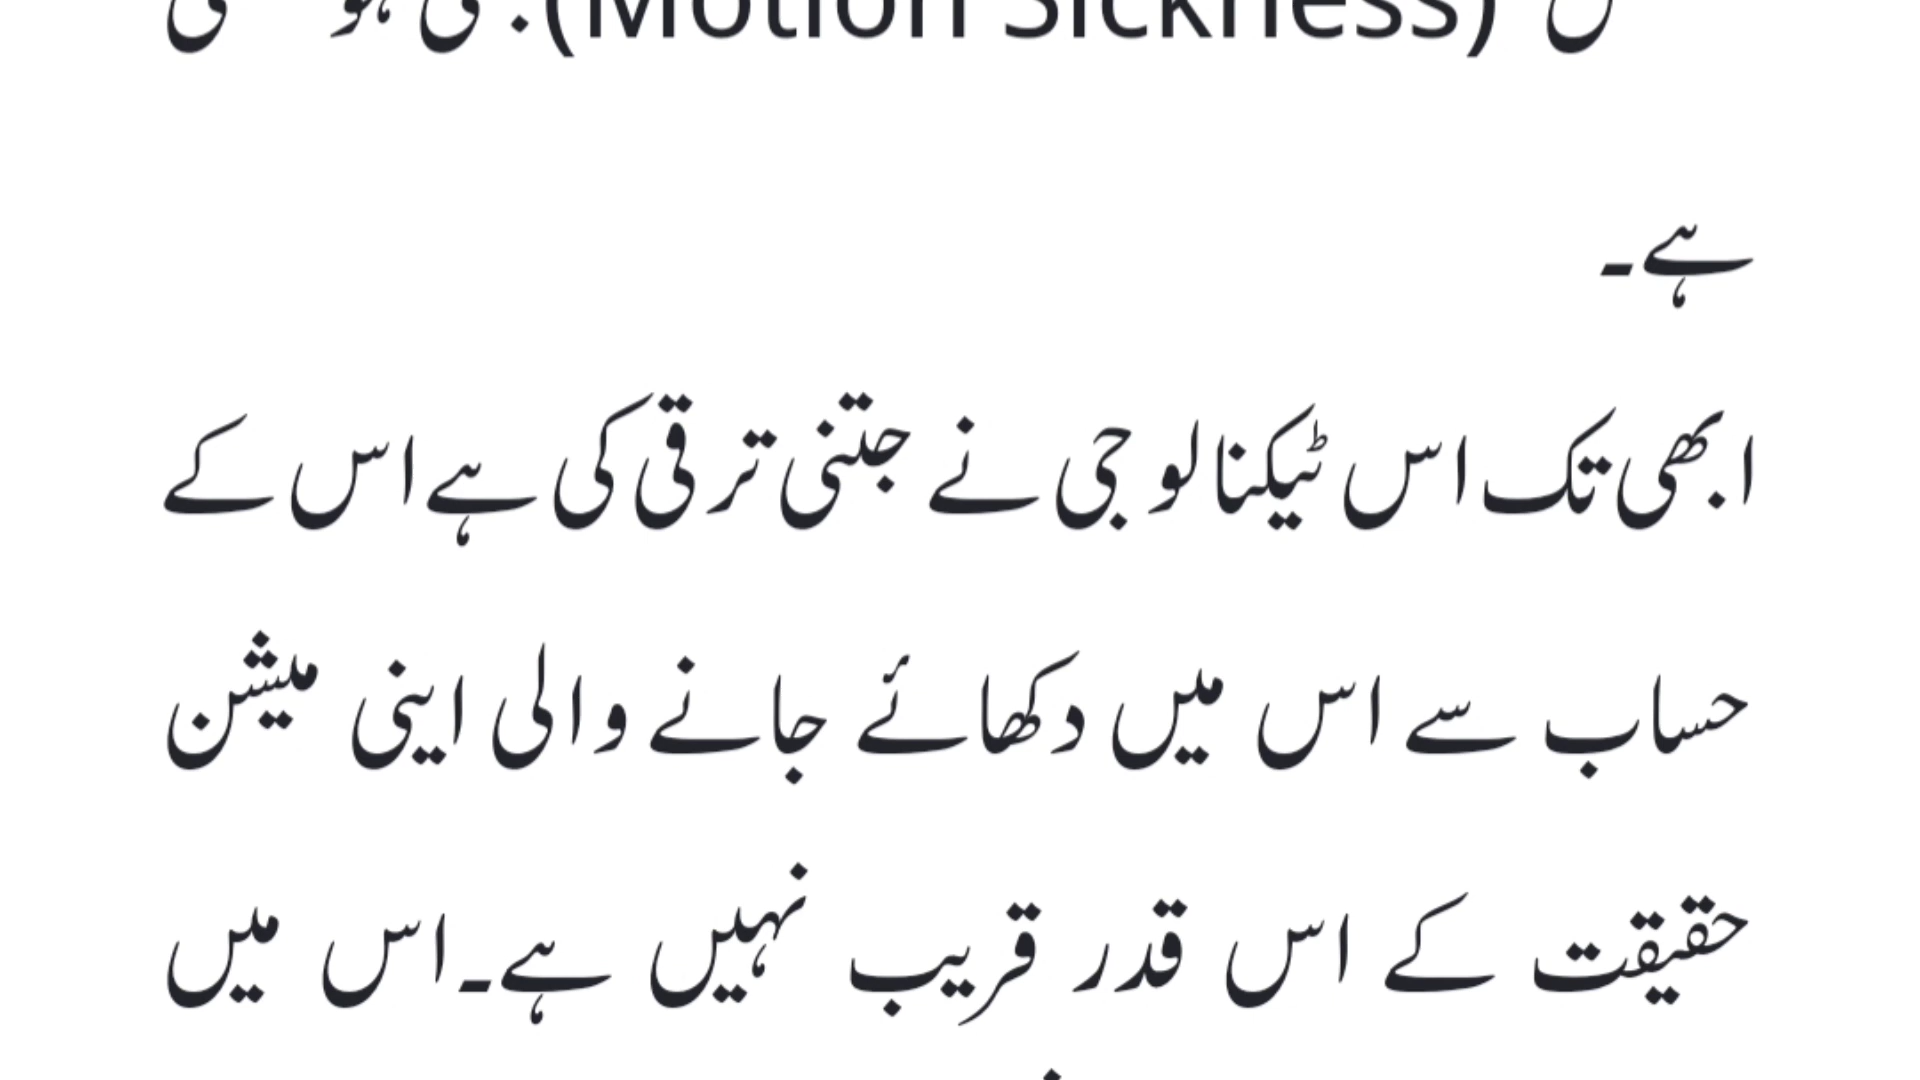 (Motion Sickness)
ہے۔
ابھی تک اس ٹیکنالوجی نے جتنی ترقی کی ہے اس کے
حساب سے اس میں دکھائے جانے والی اینی میشن
حقیقت کے اس قدر قریب نہیں ہے۔اس میں